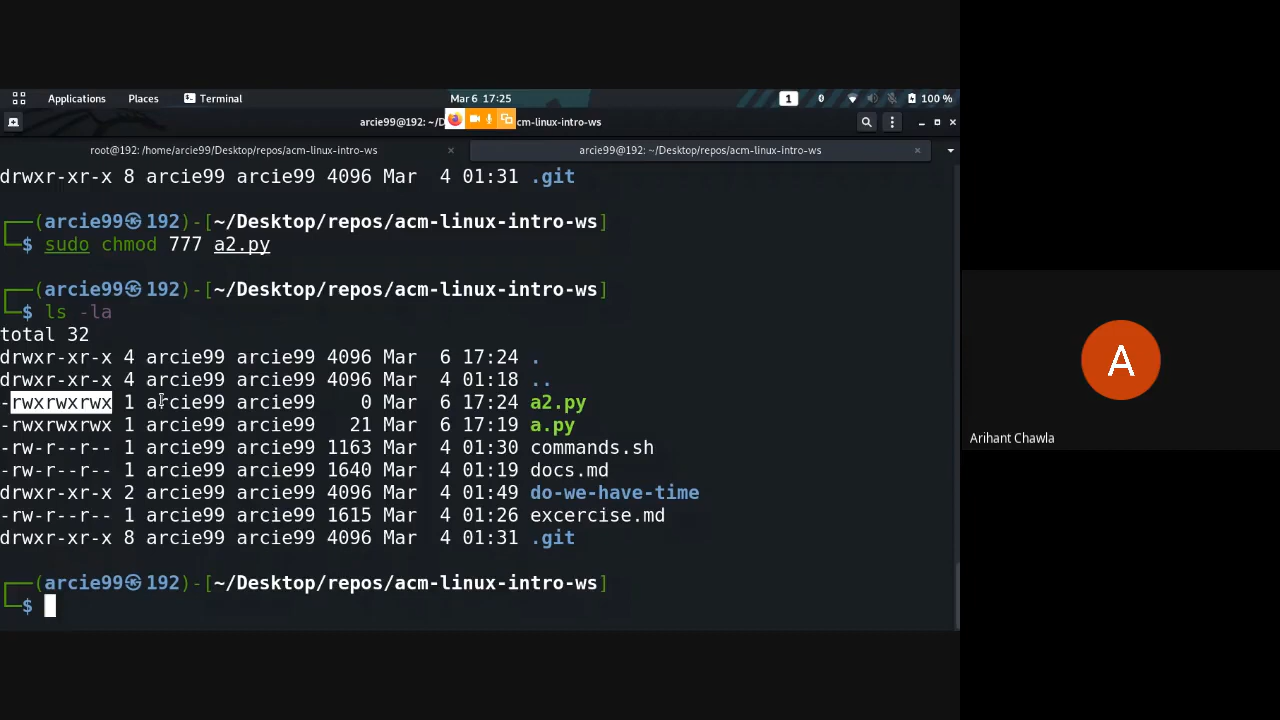 Applications Places Terminal Mar 6 17:25 1 0 100 %
arcie99@192: ~/D cm-linux-intro-ws
root@192: /home/arcie99/Desktop/repos/acm-linux-intro-ws arcie99@192: ~/Desktop/repos/acm-linux-intro-ws
drwxr-xr-x 8 arcie99 arcie99 4096 Mar  4 01:31 .git
┌──(arcie99㉿192)-[~/Desktop/repos/acm-linux-intro-ws]
└─$ sudo chmod 777 a2.py
┌──(arcie99㉿192)-[~/Desktop/repos/acm-linux-intro-ws]
└─$ ls -la
total 32
drwxr-xr-x 4 arcie99 arcie99 4096 Mar  6 17:24 .
drwxr-xr-x 4 arcie99 arcie99 4096 Mar  4 01:18 ..
-rwxrwxrwx 1 arcie99 arcie99    0 Mar  6 17:24 a2.py
-rwxrwxrwx 1 arcie99 arcie99   21 Mar  6 17:19 a.py
-rw-r--r-- 1 arcie99 arcie99 1163 Mar  4 01:30 commands.sh
-rw-r--r-- 1 arcie99 arcie99 1640 Mar  4 01:19 docs.md
drwxr-xr-x 2 arcie99 arcie99 4096 Mar  4 01:49 do-we-have-time
-rw-r--r-- 1 arcie99 arcie99 1615 Mar  4 01:26 excercise.md
drwxr-xr-x 8 arcie99 arcie99 4096 Mar  4 01:31 .git
┌──(arcie99㉿192)-[~/Desktop/repos/acm-linux-intro-ws]
└─$
A
Arihant Chawla